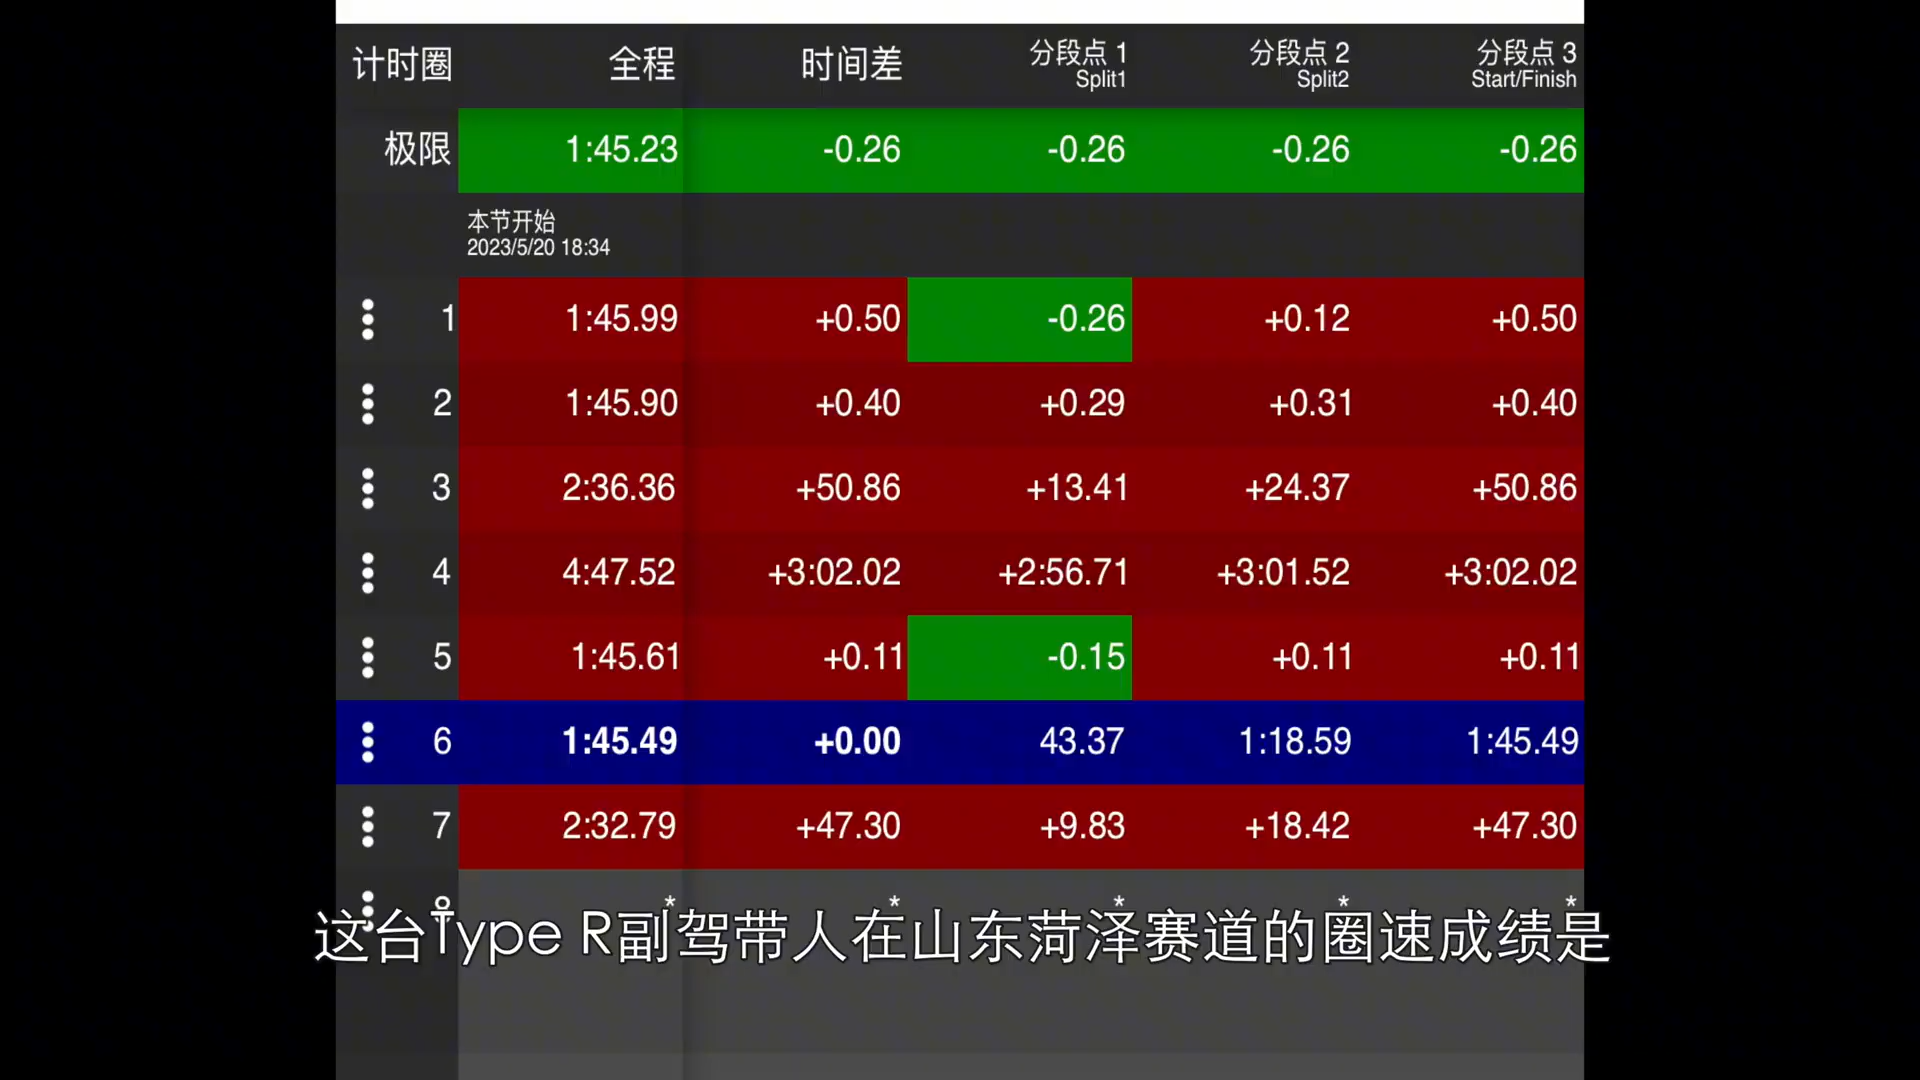 计时圈 全程 时间差 分段点 1 分段点 2 分段点 3
Split1 Split2 Start/Finish
极限 1:45.23 -0.26 -0.26 -0.26 -0.26
本节开始
2023/5/20 18:34
1 1:45.99 +0.50 -0.26 +0.12 +0.50
2 1:45.90 +0.40 +0.29 +0.31 +0.40
3 2:36.36 +50.86 +13.41 +24.37 +50.86
4 4:47.52 +3:02.02 +2:56.71 +3:01.52 +3:02.02
5 1:45.61 +0.11 -0.15 +0.11 +0.11
6 1:45.49 +0.00 43.37 1:18.59 1:45.49
7 2:32.79 +47.30 +9.83 +18.42 +47.30
8 * * * * *
这台Type R副驾带人在山东菏泽赛道的圈速成绩是